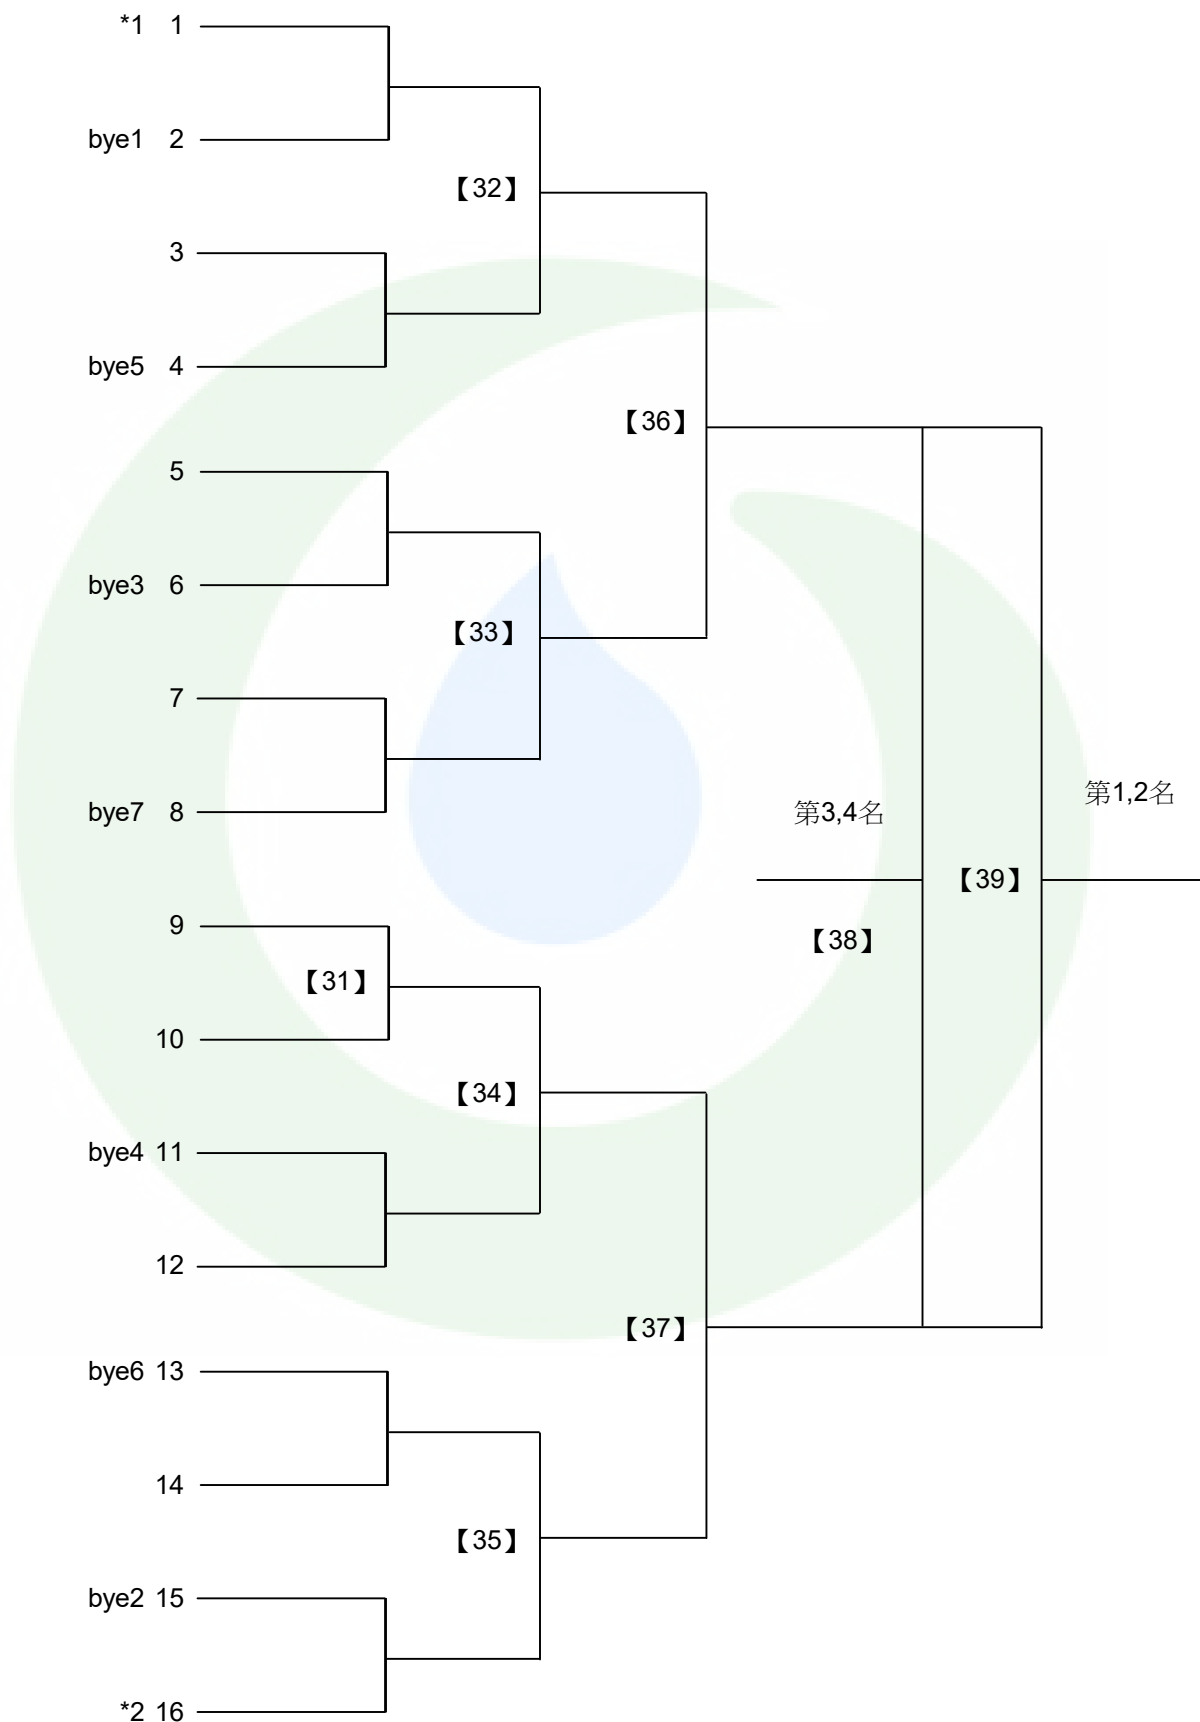 *1 1
bye1 2
【32】
3
bye5 4
【36】
5
bye3 6
【33】
7
第1,2名
bye7 8
第3,4名
【39】
9
【38】
【31】
10
【34】
bye4 11
12
【37】
bye6 13
14
【35】
bye2 15
*2 16